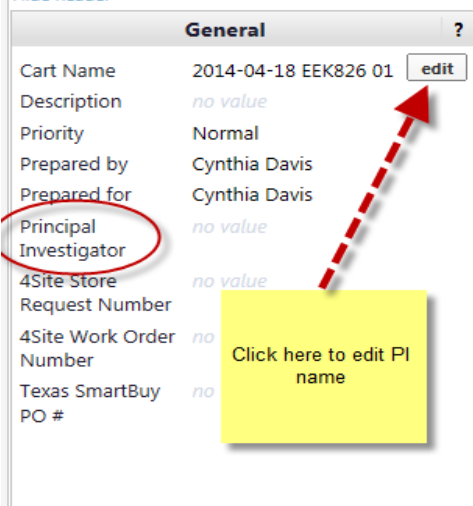 General ?
Cart Name 2014-04-18 EEK826 01 edit
Description no value
Priority Normal
Prepared by Cynthia Davis
Prepared for Cynthia Davis
Principal no value
Investigator
4Site Store no value
Request Number
4Site Work Order no
Number
Click here to edit PI
name
Texas SmartBuy no
PO #